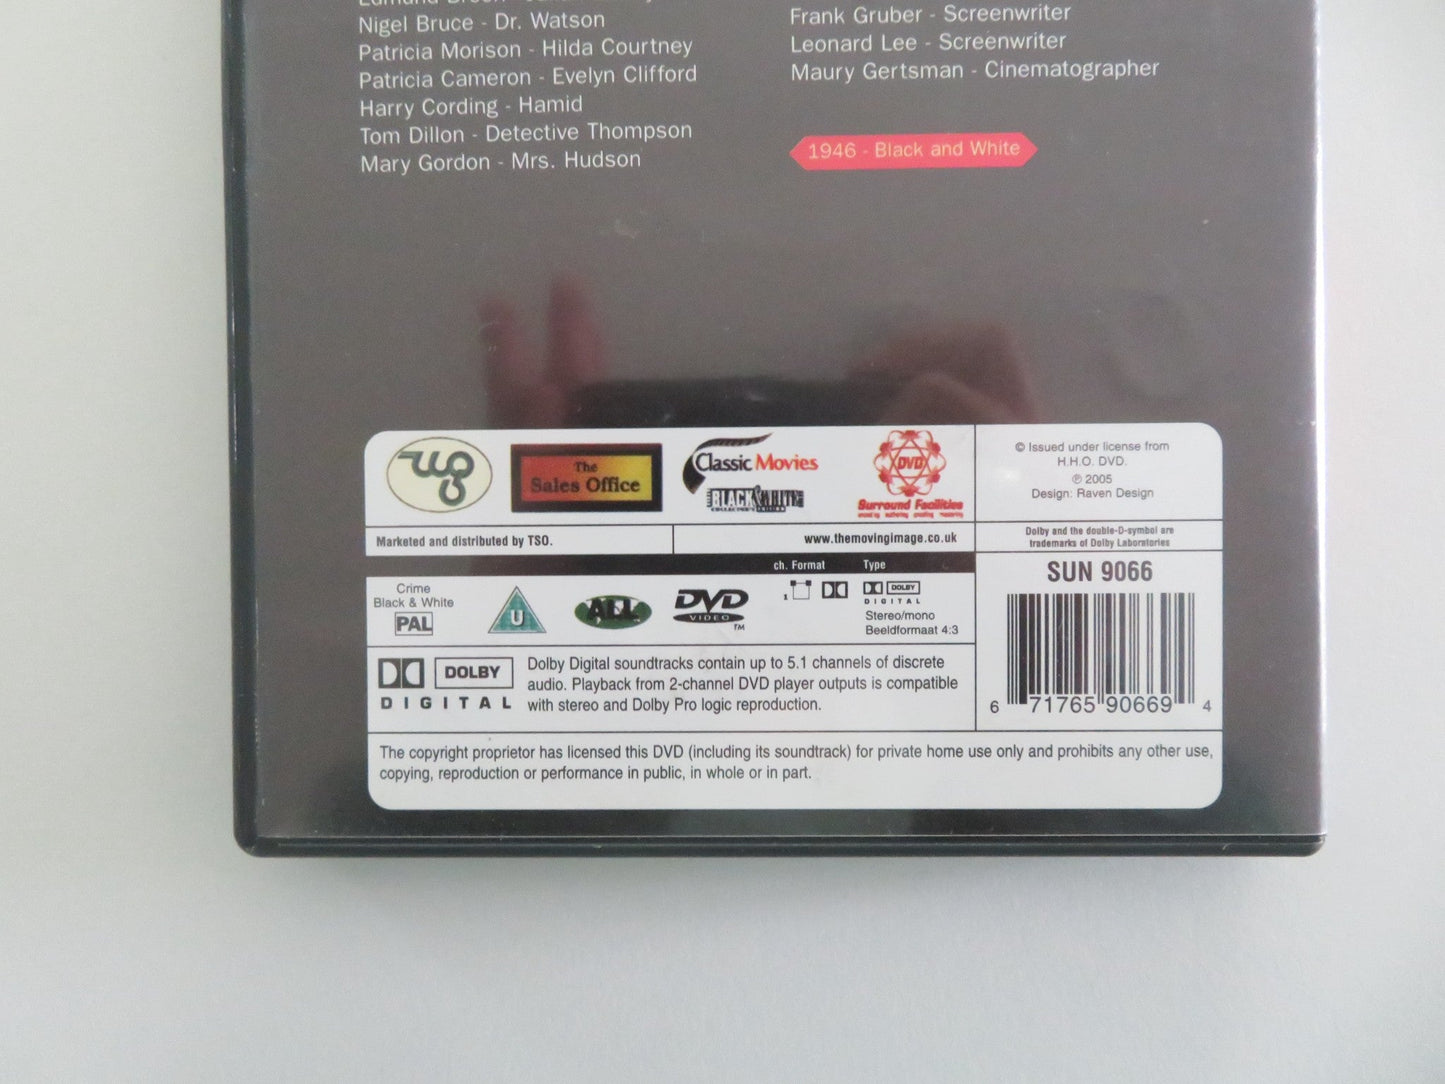 Nigel Bruce - Dr. Watson
Patricia Morison - Hilda Courtney
Patricia Cameron - Evelyn Clifford
Harry Cording - Hamid
Tom Dillon - Detective Thompson
Mary Gordon - Mrs. Hudson
Frank Gruber - Screenwriter
Leonard Lee - Screenwriter
Maury Gertsman - Cinematographer
1946 - Black and White
The
Sales Office
Classic Movies
BLACK & WHITE
COLLECTOR'S EDITION
DVD
Surround Facilities
© Issued under license from
H.H.O. DVD.
℗ 2005
Design: Raven Design
Marketed and distributed by TSO.
www.themovingimage.co.uk
Dolby and the double-D-symbol are
trademarks of Dolby Laboratories
ch. Format Type
Crime
Black & White
PAL
U
ALL
DVD
VIDEO
TM
1
DOLBY
DIGITAL
Stereo/mono
Beeldformaat 4:3
SUN 9066
6 71765 90669 4
DOLBY
DIGITAL
Dolby Digital soundtracks contain up to 5.1 channels of discrete
audio. Playback from 2-channel DVD player outputs is compatible
with stereo and Dolby Pro logic reproduction.
The copyright proprietor has licensed this DVD (including its soundtrack) for private home use only and prohibits any other use,
copying, reproduction or performance in public, in whole or in part.